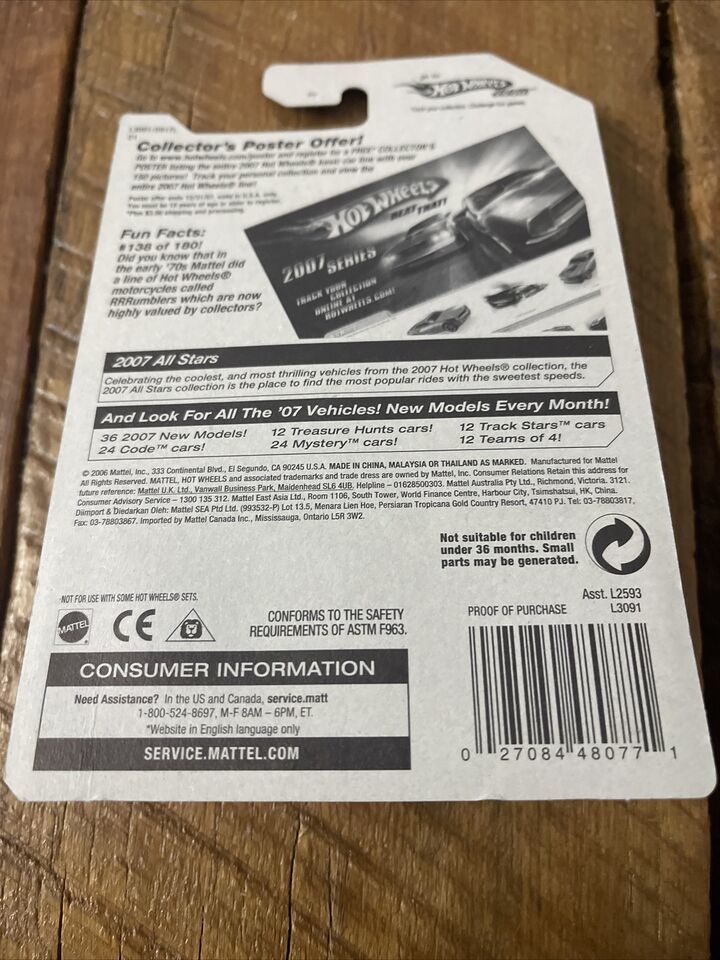 HOT WHEELS
Collector's Poster Offer!
Go to www.hotwheels.com/poster and register for a FREE* COLLECTOR'S
POSTER listing the entire 2007 Hot Wheels® basic car line with over
180 pictures! Track your personal collection and view the
entire 2007 Hot Wheels® line!
Fun Facts:
#138 of 180!
Did you know that in
the early '70s Mattel did
a line of Hot Wheels®
motorcycles called
RRRumblers which are now
highly valued by collectors?
HOT WHEELS
BEAT THAT!
2007 SERIES
TRACK YOUR
COLLECTION
ONLINE AT
HOTWHEELS.COM!
2007 All Stars
Celebrating the coolest, and most thrilling vehicles from the 2007 Hot Wheels® collection, the
2007 All Stars collection is the place to find the most popular rides with the sweetest speeds.
And Look For All The '07 Vehicles! New Models Every Month!
36 2007 New Models! 12 Treasure Hunts cars! 12 Track Stars™ cars
24 Code™ cars! 24 Mystery™ cars! 12 Teams of 4!
© 2006 Mattel, Inc., 333 Continental Blvd., El Segundo, CA 90245 U.S.A. MADE IN CHINA, MALAYSIA OR THAILAND AS MARKED. Manufactured for Mattel
All Rights Reserved. MATTEL, HOT WHEELS and associated trademarks and trade dress are owned by Mattel, Inc. Consumer Relations Retain this address for
future reference: Mattel U.K. Ltd., Vanwall Business Park, Maidenhead SL6 4UB. Helpline – 01628500303. Mattel Australia Pty Ltd., Richmond, Victoria. 3121.
Consumer Advisory Service – 1300 135 312. Mattel East Asia Ltd., Room 1106, South Tower, World Finance Centre, Harbour City, Tsimshatsui, HK, China.
Diimport & Diedarkan Oleh: Mattel SEA Ptd Ltd. (993532-P) Lot 13.5, Menara Lien Hoe, Persiaran Tropicana Gold Country Resort, 47410 PJ. Tel: 03-78803817,
Fax: 03-78803867. Imported by Mattel Canada Inc., Mississauga, Ontario L5R 3W2.
Not suitable for children
under 36 months. Small
parts may be generated.
NOT FOR USE WITH SOME HOT WHEELS® SETS.
Asst. L2593
PROOF OF PURCHASE L3091
MATTEL CE
CONFORMS TO THE SAFETY
REQUIREMENTS OF ASTM F963.
CONSUMER INFORMATION
Need Assistance? In the US and Canada, service.matt
1-800-524-8697, M-F 8AM – 6PM, ET.
*Website in English language only
SERVICE.MATTEL.COM
0 27084 48077 1